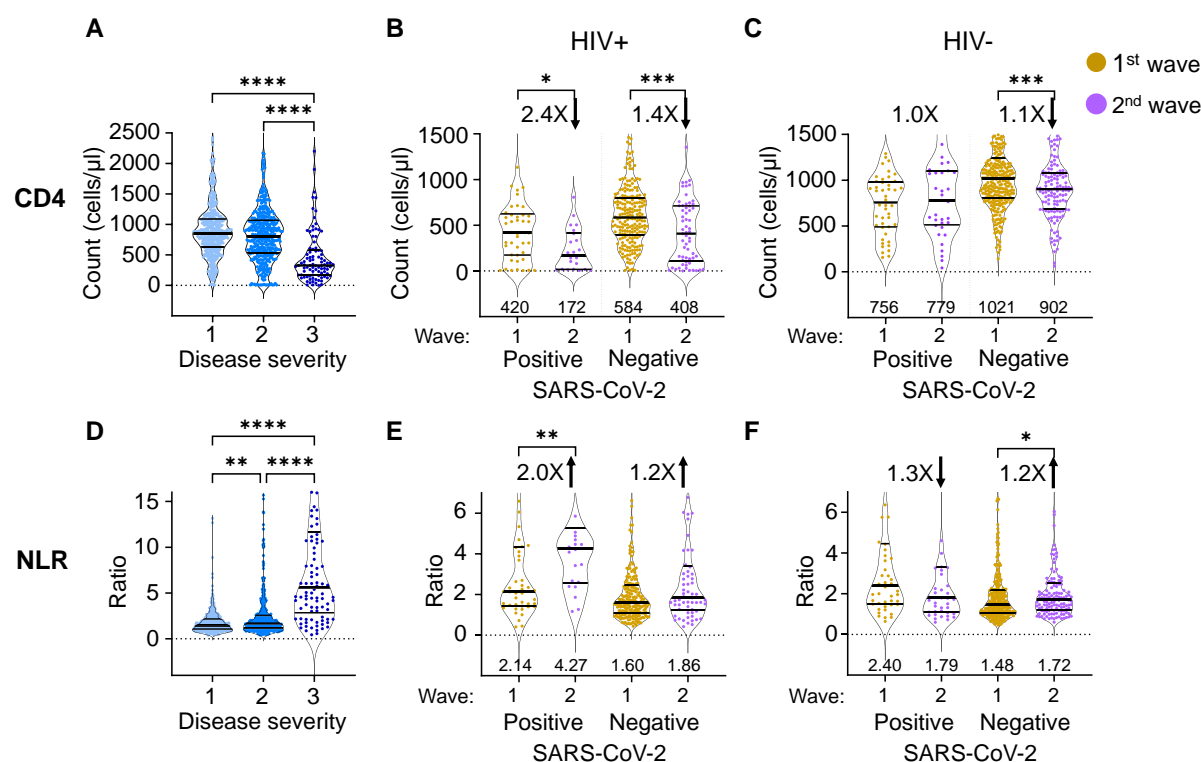 A
B
C
HIV+
HIV-
1st wave
2nd wave
****
****
*
***
***
2.4X
1.4X
1.0X
1.1X
CD4
Count (cells/µl)
2500
2000
1500
1000
500
0
1 2 3
Disease severity
Count (cells/µl)
1500
1000
500
0
420 172 584 408
Wave: 1 2 1 2
Positive Negative
SARS-CoV-2
Count (cells/µl)
1500
1000
500
0
756 779 1021 902
Wave: 1 2 1 2
Positive Negative
SARS-CoV-2
D
E
F
****
** ****
**
*
2.0X
1.2X
1.3X
1.2X
NLR
Ratio
15
10
5
0
1 2 3
Disease severity
Ratio
6
4
2
0
2.14 4.27 1.60 1.86
Wave: 1 2 1 2
Positive Negative
SARS-CoV-2
Ratio
6
4
2
0
2.40 1.79 1.48 1.72
Wave: 1 2 1 2
Positive Negative
SARS-CoV-2